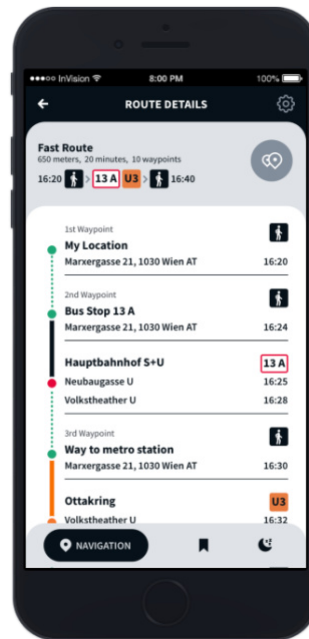 InVision 8:00 PM 100%
ROUTE DETAILS
Fast Route
650 meters, 20 minutes, 10 waypoints
16:20 > 13 A U3 > 16:40
1st Waypoint
My Location
Marxergasse 21, 1030 Wien AT 16:20
2nd Waypoint
Bus Stop 13 A
Marxergasse 21, 1030 Wien AT 16:24
Hauptbahnhof S+U 13 A
Neubaugasse U 16:25
Volkstheather U 16:28
3rd Waypoint
Way to metro station
Marxergasse 21, 1030 Wien AT 16:30
Ottakring U3
Volkstheather U 16:32
NAVIGATION